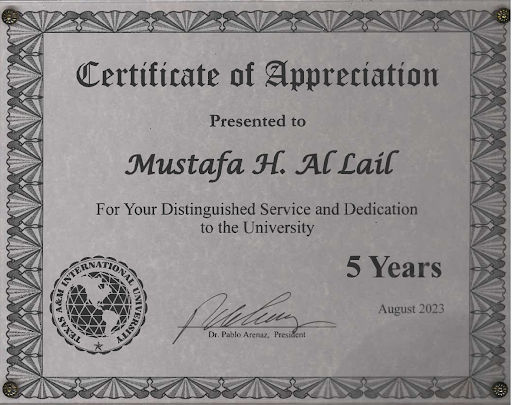 Certificate of Appreciation
Presented to
Mustafa H. Al Lail
For Your Distinguished Service and Dedication
to the University
5 Years
August 2023
TEXAS A&M INTERNATIONAL UNIVERSITY
Dr. Pablo Arenaz, President